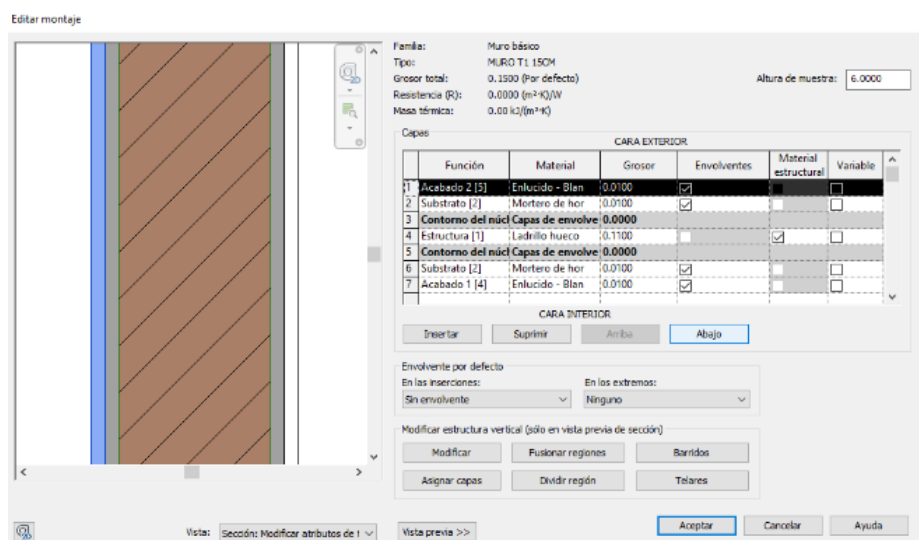 Editar montaje
Familia: Muro básico
Tipo: MURO T1 15CM
Grosor total: 0.1500 (Por defecto) Altura de muestra: 6.0000
Resistencia (R): 0.0000 (m²·K)/W
Masa térmica: 0.00 kJ/(m²·K)
Capas
CARA EXTERIOR
Función Material Grosor Envolventes Material estructural Variable
1 Acabado 2 [5] Enlucido - Blan 0.0100
2 Substrato [2] Mortero de hor 0.0100
3 Contorno del núcl Capas de envolve 0.0000
4 Estructura [1] Ladrillo hueco 0.1100
5 Contorno del núcl Capas de envolve 0.0000
6 Substrato [2] Mortero de hor 0.0100
7 Acabado 1 [4] Enlucido - Blan 0.0100
CARA INTERIOR
Insertar Suprimir Arriba Abajo
Envolvente por defecto
En las inserciones: En los extremos:
Sin envolvente Ninguno
Modificar estructura vertical (sólo en vista previa de sección)
Modificar Fusionar regiones Barridos
Asignar capas Dividir región Telares
Vista: Sección: Modificar atributos de t Vista previa >> Aceptar Cancelar Ayuda